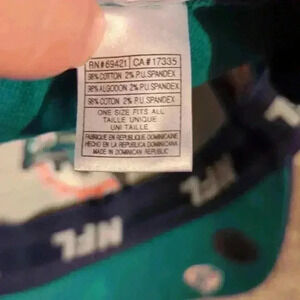 RN# 69421 CA# 17335
98% COTTON 2% P.U. SPANDEX
98% ALGODON 2% P.U. SPANDEX
98% COTON 2% P.U. SPANDEX
ONE SIZE FITS ALL
TAILLE UNIQUE
UNI TAILLE
FABRIQUE EN REPUBLIQUE DOMINICAINE
HECHO EN LA REPUBLICA DOMINICANA
MADE IN DOMINICAN REPUBLIC
NFL
NFL
NFL